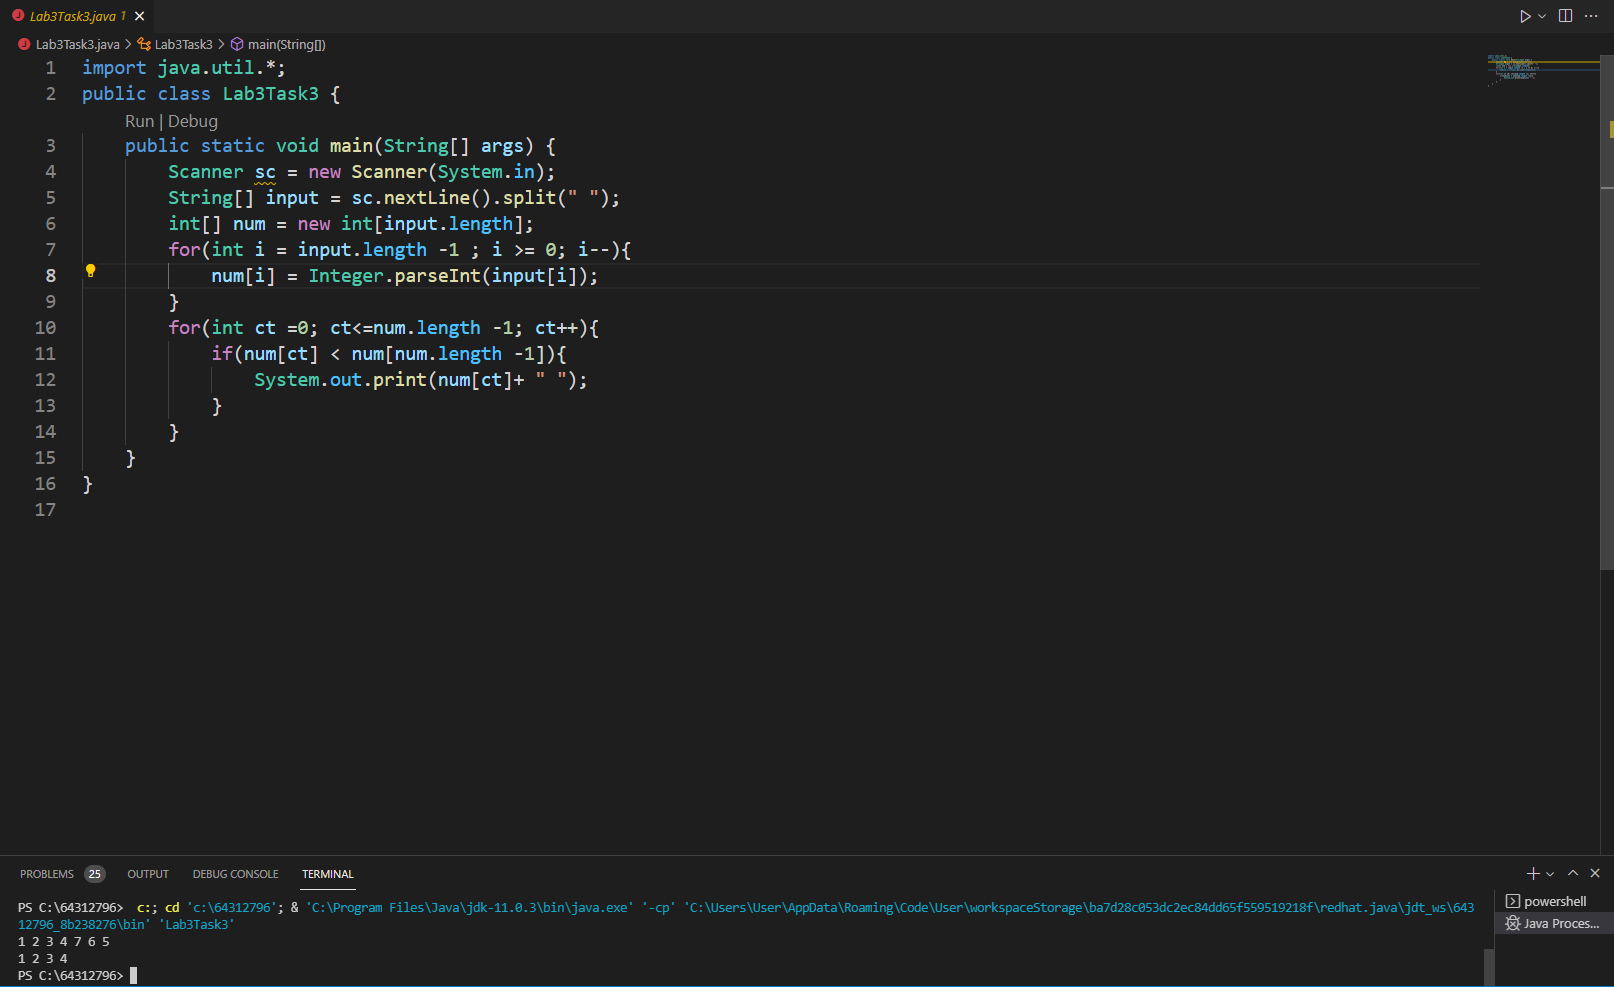 Lab3Task3.java 1
Lab3Task3.java > Lab3Task3 > main(String[])
1 import java.util.*;
2 public class Lab3Task3 {
Run | Debug
3 public static void main(String[] args) {
4 Scanner sc = new Scanner(System.in);
5 String[] input = sc.nextLine().split(" ");
6 int[] num = new int[input.length];
7 for(int i = input.length -1 ; i >= 0; i--){
8 num[i] = Integer.parseInt(input[i]);
9 }
10 for(int ct =0; ct<=num.length -1; ct++){
11 if(num[ct] < num[num.length -1]){
12 System.out.print(num[ct]+ " ");
13 }
14 }
15 }
16 }
17
PROBLEMS 25 OUTPUT DEBUG CONSOLE TERMINAL
PS C:\64312796> c:; cd 'c:\64312796'; & 'C:\Program Files\Java\jdk-11.0.3\bin\java.exe' '-cp' 'C:\Users\User\AppData\Roaming\Code\User\workspaceStorage\ba7d28c053dc2ec84dd65f559519218f\redhat.java\jdt_ws\643
12796_8b238276\bin' 'Lab3Task3'
1 2 3 4 7 6 5
1 2 3 4
PS C:\64312796>
powershell
Java Proces...